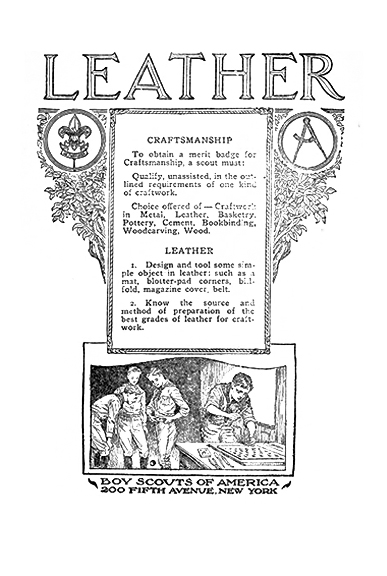 LEATHER
CRAFTSMANSHIP
To obtain a merit badge for
Craftsmanship, a scout must:
Qualify, unassisted, in the out-
lined requirements of one kind
of craftwork.
Choice offered of — Craftwork
in Metal, Leather, Basketry,
Pottery, Cement, Bookbinding,
Woodcarving, Wood.
LEATHER
1. Design and tool some sim-
ple object in leather: such as a
mat, blotter-pad corners, bill-
fold, magazine cover, belt.
2. Know the source and
method of preparation of the
best grades of leather for craft-
work.
BOY SCOUTS OF AMERICA
200 FIFTH AVENUE, NEW YORK